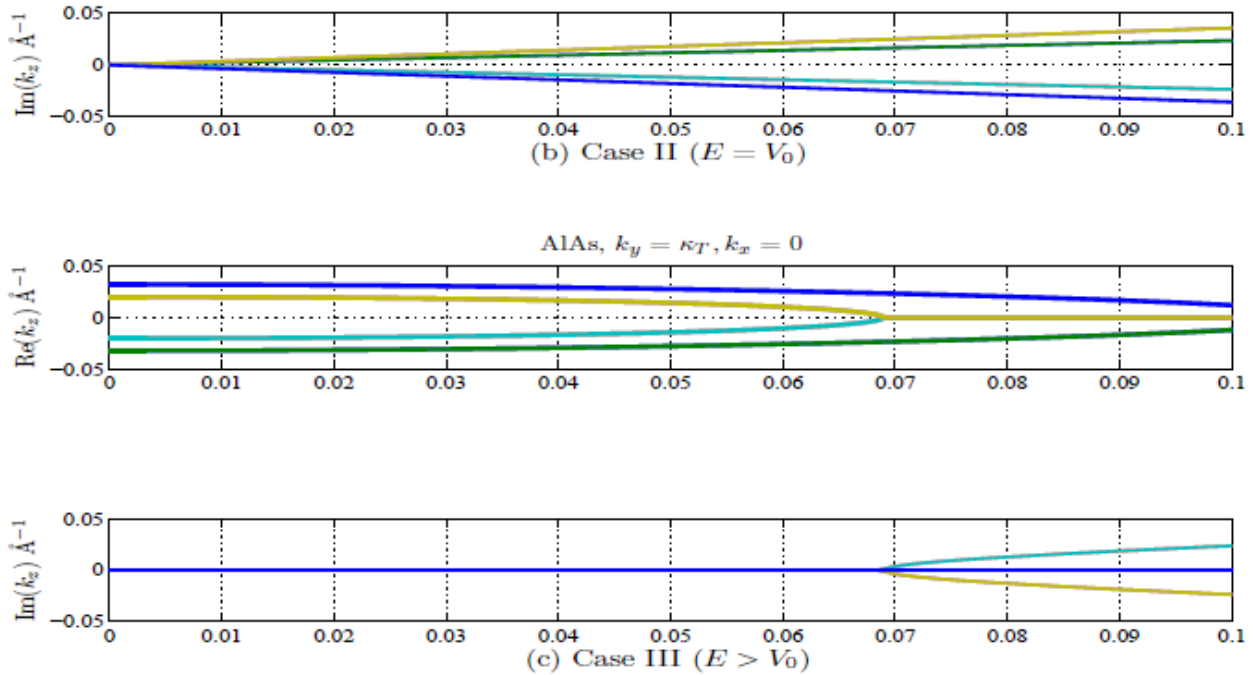 0.05
Im(k_z) Å⁻¹
0
−0.05
0 0.01 0.02 0.03 0.04 0.05 0.06 0.07 0.08 0.09 0.1
(b) Case II (E = V₀)
AlAs, k_y = κ_T, k_x = 0
0.05
Re(k_z) Å⁻¹
0
−0.05
0 0.01 0.02 0.03 0.04 0.05 0.06 0.07 0.08 0.09 0.1
0.05
Im(k_z) Å⁻¹
0
−0.05
0 0.01 0.02 0.03 0.04 0.05 0.06 0.07 0.08 0.09 0.1
(c) Case III (E > V₀)